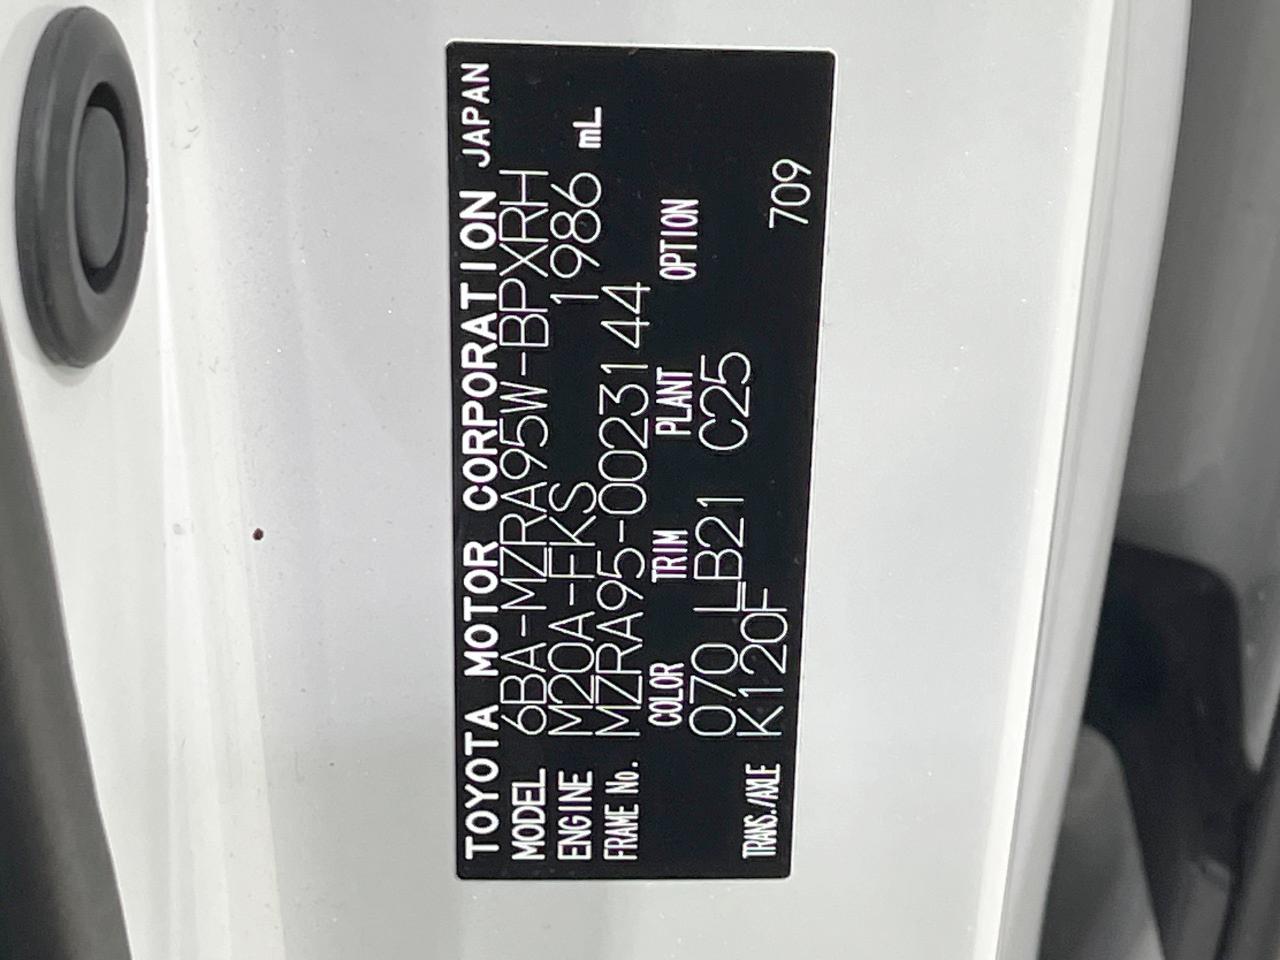 TOYOTA MOTOR CORPORATION JAPAN
MODEL 6BA-MZRA95W-BPXRH
ENGINE M20A-FKS 1986 mL
FRAME No. MZRA95-0023144
COLOR TRIM PLANT OPTION
070 LB21 C25
TRANS./AXLE K120F 709